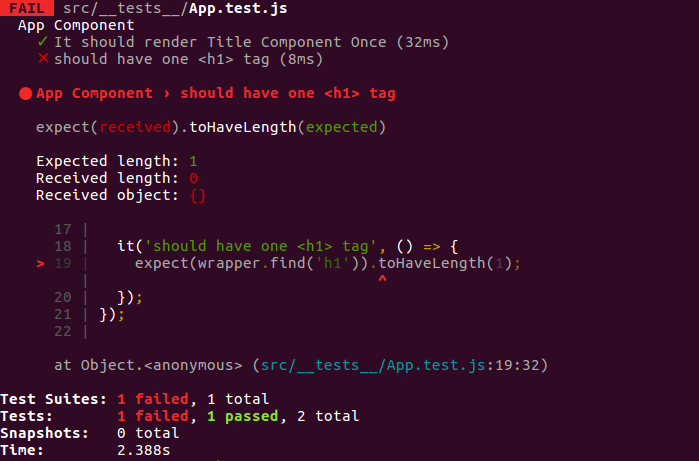 FAIL src/__tests__/App.test.js
App Component
✓ It should render Title Component Once (32ms)
✕ should have one <h1> tag (8ms)
● App Component › should have one <h1> tag
expect(received).toHaveLength(expected)
Expected length: 1
Received length: 0
Received object: {}
17 |
18 | it('should have one <h1> tag', () => {
> 19 | expect(wrapper.find('h1')).toHaveLength(1);
| ^
20 | });
21 | });
22 |
at Object.<anonymous> (src/__tests__/App.test.js:19:32)
Test Suites: 1 failed, 1 total
Tests: 1 failed, 1 passed, 2 total
Snapshots: 0 total
Time: 2.388s